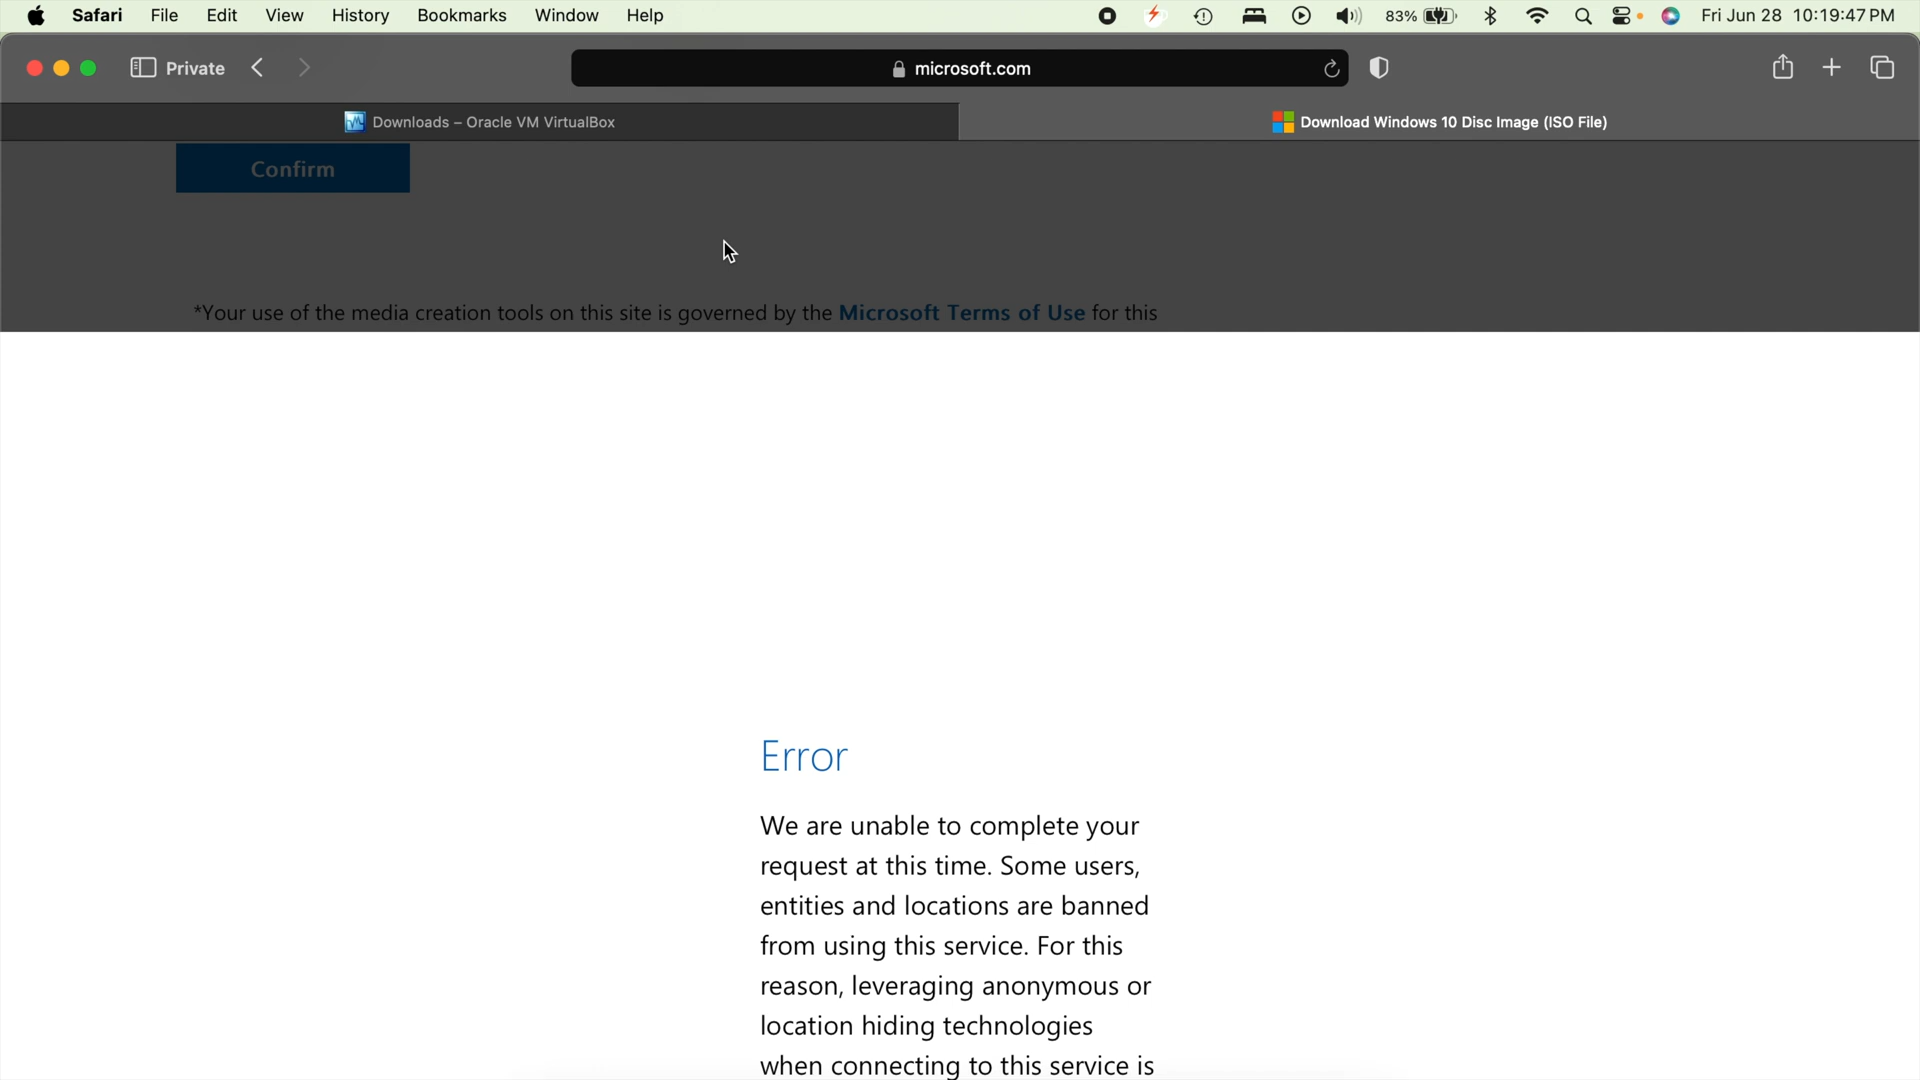 Safari File Edit View History Bookmarks Window Help 83% Fri Jun 28 10:19:47 PM
Private microsoft.com
Downloads – Oracle VM VirtualBox Download Windows 10 Disc Image (ISO File)
Confirm
*Your use of the media creation tools on this site is governed by the Microsoft Terms of Use for this
Error
We are unable to complete your
request at this time. Some users,
entities and locations are banned
from using this service. For this
reason, leveraging anonymous or
location hiding technologies
when connecting to this service is